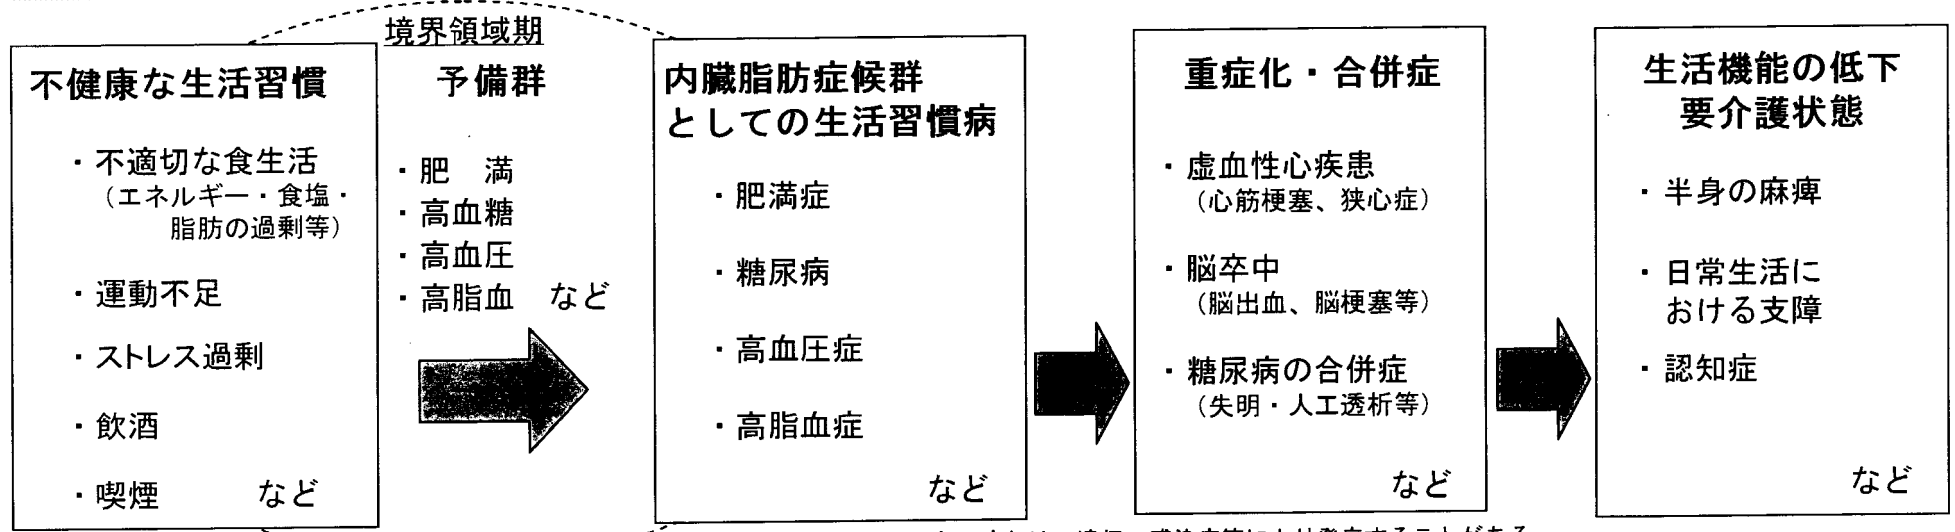 境界領域期
不健康な生活習慣
・不適切な食生活
（エネルギー・食塩・
脂肪の過剰等）
・運動不足
・ストレス過剰
・飲酒
・喫煙　など
予備群
・肥　満
・高血糖
・高血圧
・高脂血　など
内臓脂肪症候群
としての生活習慣病
・肥満症
・糖尿病
・高血圧症
・高脂血症
など
重症化・合併症
・虚血性心疾患
（心筋梗塞、狭心症）
・脳卒中
（脳出血、脳梗塞等）
・糖尿病の合併症
（失明・人工透析等）
など
生活機能の低下
要介護状態
・半身の麻痺
・日常生活に
おける支障
・認知症
など